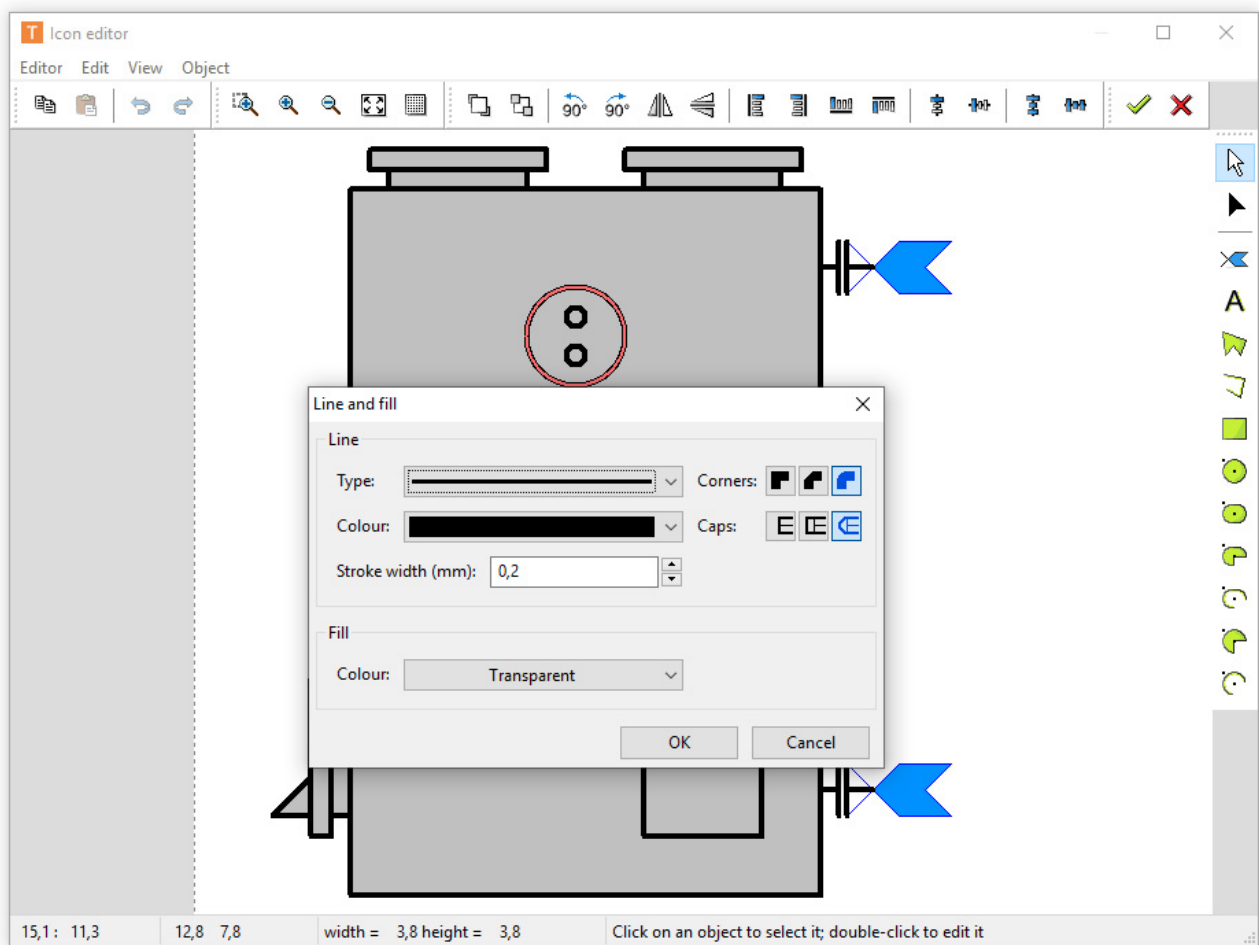 T Icon editor
Editor Edit View Object
90° 90°
A
Line and fill
Line
Type: Corners:
Colour: Caps:
Stroke width (mm): 0,2
Fill
Colour: Transparent
OK Cancel
15,1 : 11,3 12,8 7,8 width = 3,8 height = 3,8 Click on an object to select it; double-click to edit it